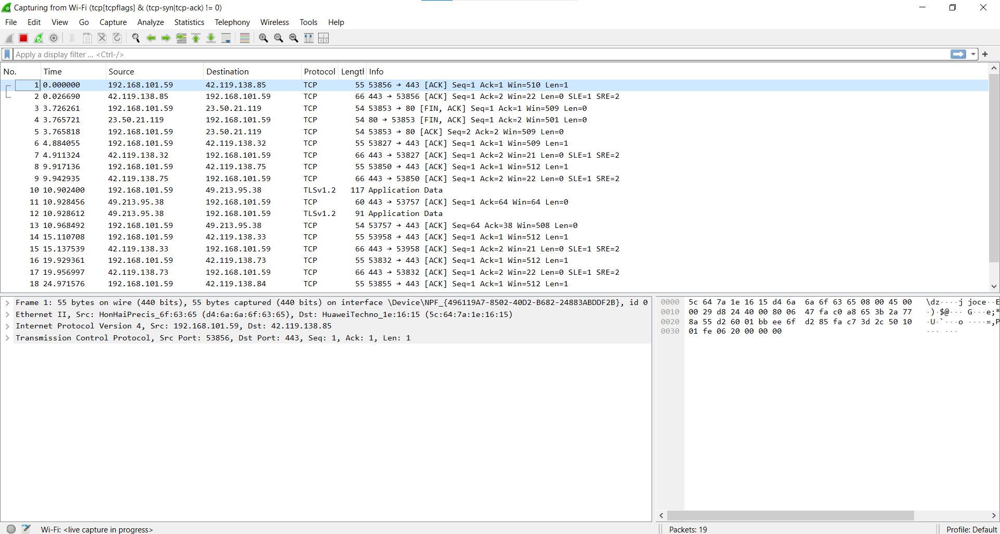 Capturing from Wi-Fi (tcp[tcpflags] & (tcp-syn|tcp-ack) != 0)
File Edit View Go Capture Analyze Statistics Telephony Wireless Tools Help
Apply a display filter ... <Ctrl-/>
No. Time Source Destination Protocol Length Info
1 0.000000 192.168.101.59 42.119.138.85 TCP 55 53856 → 443 [ACK] Seq=1 Ack=1 Win=510 Len=1
2 0.026690 42.119.138.85 192.168.101.59 TCP 66 443 → 53856 [ACK] Seq=1 Ack=2 Win=22 Len=0 SLE=1 SRE=2
3 3.726261 192.168.101.59 23.50.21.119 TCP 54 53853 → 80 [FIN, ACK] Seq=1 Ack=1 Win=509 Len=0
4 3.765721 23.50.21.119 192.168.101.59 TCP 54 80 → 53853 [FIN, ACK] Seq=1 Ack=2 Win=501 Len=0
5 3.765818 192.168.101.59 23.50.21.119 TCP 54 53853 → 80 [ACK] Seq=2 Ack=2 Win=509 Len=0
6 4.884055 192.168.101.59 42.119.138.32 TCP 55 53827 → 443 [ACK] Seq=1 Ack=1 Win=509 Len=1
7 4.911324 42.119.138.32 192.168.101.59 TCP 66 443 → 53827 [ACK] Seq=1 Ack=2 Win=21 Len=0 SLE=1 SRE=2
8 9.917136 192.168.101.59 42.119.138.75 TCP 55 53850 → 443 [ACK] Seq=1 Ack=1 Win=512 Len=1
9 9.942935 42.119.138.75 192.168.101.59 TCP 66 443 → 53850 [ACK] Seq=1 Ack=2 Win=22 Len=0 SLE=1 SRE=2
10 10.902400 192.168.101.59 49.213.95.38 TLSv1.2 117 Application Data
11 10.928456 49.213.95.38 192.168.101.59 TCP 60 443 → 53757 [ACK] Seq=1 Ack=64 Win=64 Len=0
12 10.928612 49.213.95.38 192.168.101.59 TLSv1.2 91 Application Data
13 10.968492 192.168.101.59 49.213.95.38 TCP 54 53757 → 443 [ACK] Seq=64 Ack=38 Win=508 Len=0
14 15.110708 192.168.101.59 42.119.138.33 TCP 55 53958 → 443 [ACK] Seq=1 Ack=1 Win=512 Len=1
15 15.137539 42.119.138.33 192.168.101.59 TCP 66 443 → 53958 [ACK] Seq=1 Ack=2 Win=21 Len=0 SLE=1 SRE=2
16 19.929361 192.168.101.59 42.119.138.73 TCP 55 53832 → 443 [ACK] Seq=1 Ack=1 Win=512 Len=1
17 19.956997 42.119.138.73 192.168.101.59 TCP 66 443 → 53832 [ACK] Seq=1 Ack=2 Win=22 Len=0 SLE=1 SRE=2
18 24.971576 192.168.101.59 42.119.138.84 TCP 55 53855 → 443 [ACK] Seq=1 Ack=1 Win=512 Len=1
Frame 1: 55 bytes on wire (440 bits), 55 bytes captured (440 bits) on interface \Device\NPF_{496119A7-8502-40D2-B682-24883ABDDF2B}, id 0
Ethernet II, Src: HonHaiPrecis_6f:63:65 (d4:6a:6a:6f:63:65), Dst: HuaweiTechno_1e:16:15 (5c:64:7a:1e:16:15)
Internet Protocol Version 4, Src: 192.168.101.59, Dst: 42.119.138.85
Transmission Control Protocol, Src Port: 53856, Dst Port: 443, Seq: 1, Ack: 1, Len: 1
0000 5c 64 7a 1e 16 15 d4 6a 6a 6f 63 65 08 00 45 00 \dz····j joce··E
0010 00 29 d8 24 40 00 80 06 47 fa c0 a8 65 3b 2a 77 ·)·$@··· G···e;*
0020 8a 55 d2 60 01 bb ee 6f d2 85 fa c7 3d 2c 50 10 ·U·`···o ····=,P
0030 01 fe 06 20 00 00 00 ··· ···
Wi-Fi: <live capture in progress>
Packets: 19
Profile: Default